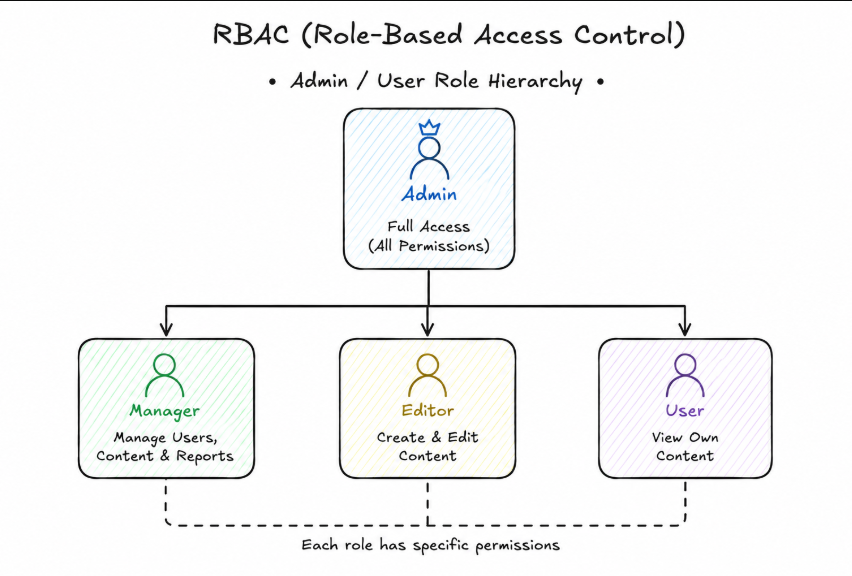 RBAC (Role-Based Access Control)
• Admin / User Role Hierarchy •
Admin
Full Access
(All Permissions)
Manager
Manage Users,
Content & Reports
Editor
Create & Edit
Content
User
View Own
Content
Each role has specific permissions